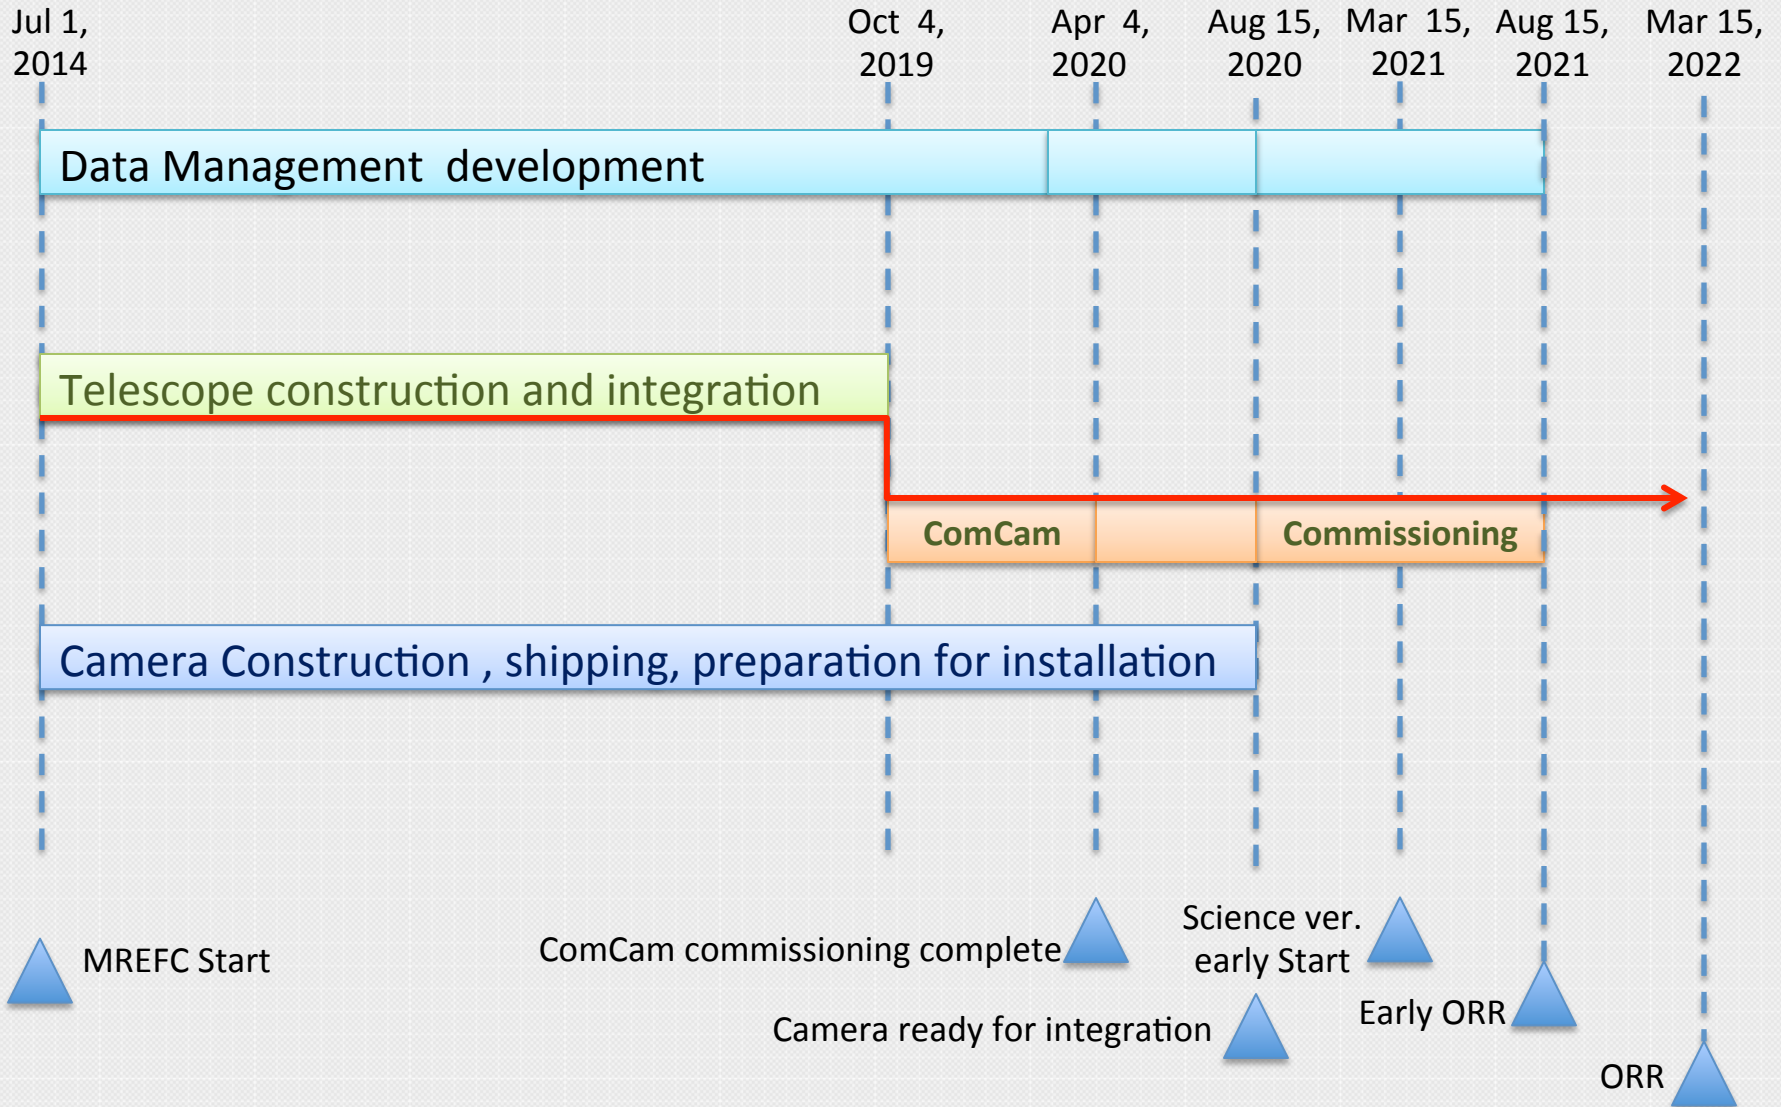 Jul 1,
2014
Oct 4,
2019
Apr 4,
2020
Aug 15,
2020
Mar 15,
2021
Aug 15,
2021
Mar 15,
2022
Data Management development
Telescope construction and integration
ComCam
Commissioning
Camera Construction , shipping, preparation for installation
MREFC Start
ComCam commissioning complete
Science ver.
early Start
Camera ready for integration
Early ORR
ORR